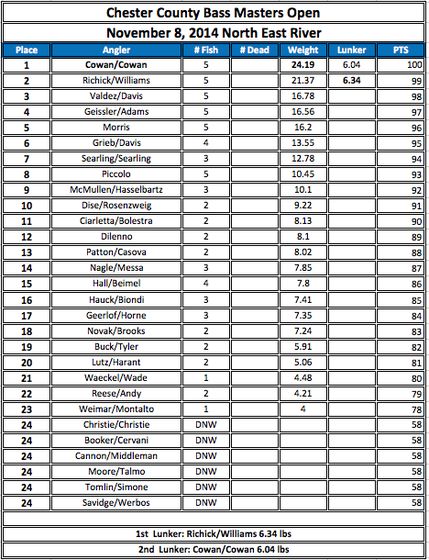 Chester County Bass Masters Open
November 8, 2014 North East River
Place Angler # Fish # Dead Weight Lunker PTS
1 Cowan/Cowan 5 24.19 6.04 100
2 Richick/Williams 5 21.37 6.34 99
3 Valdez/Davis 5 16.78 98
4 Geissler/Adams 5 16.56 97
5 Morris 5 16.2 96
6 Grieb/Davis 4 13.55 95
7 Searling/Searling 3 12.78 94
8 Piccolo 5 10.45 93
9 McMullen/Hasselbartz 3 10.1 92
10 Dise/Rosenzweig 2 9.22 91
11 Ciarletta/Bolestra 2 8.13 90
12 Dilenno 2 8.1 89
13 Patton/Casova 2 8.02 88
14 Nagle/Messa 3 7.85 87
15 Hall/Beimel 4 7.8 86
16 Hauck/Biondi 3 7.41 85
17 Geerlof/Horne 3 7.35 84
18 Novak/Brooks 2 7.24 83
19 Buck/Tyler 2 5.91 82
20 Lutz/Harant 2 5.06 81
21 Waeckel/Wade 1 4.48 80
22 Reese/Andy 2 4.21 79
23 Weimar/Montalto 1 4 78
24 Christie/Christie DNW 58
24 Booker/Cervani DNW 58
24 Cannon/Middleman DNW 58
24 Moore/Talmo DNW 58
24 Tomlin/Simone DNW 58
24 Savidge/Werbos DNW 58
1st Lunker: Richick/Williams 6.34 lbs
2nd Lunker: Cowan/Cowan 6.04 lbs